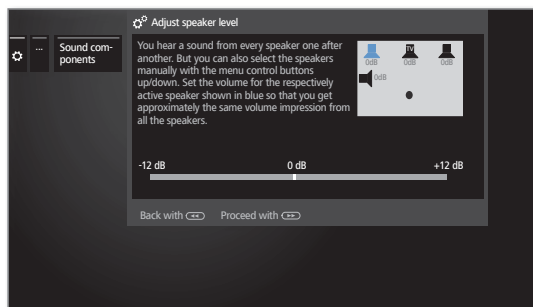 Adjust speaker level
...
Sound com-
ponents
You hear a sound from every speaker one after
another. But you can also select the speakers
manually with the menu control buttons
up/down. Set the volume for the respectively
active speaker shown in blue so that you get
approximately the same volume impression from
all the speakers.
TV
0dB 0dB 0dB
0dB
-12 dB 0 dB +12 dB
Back with Proceed with